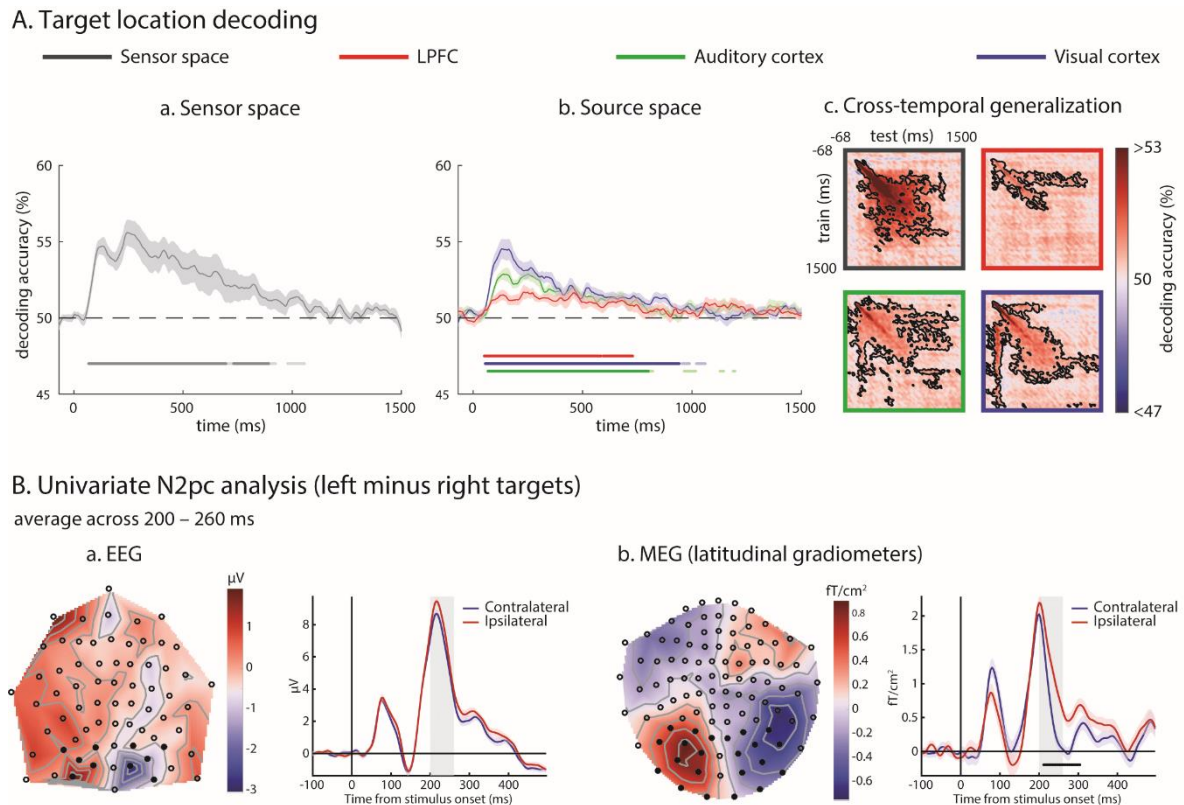 A. Target location decoding
Sensor space
LPFC
Auditory cortex
Visual cortex
a. Sensor space
b. Source space
c. Cross-temporal generalization
-68 test (ms) 1500
-68
train (ms)
1500
>53
50
<47
decoding accuracy (%)
60
55
50
45
decoding accuracy (%)
0 500 1000 1500
time (ms)
60
55
50
45
0 500 1000 1500
time (ms)
B. Univariate N2pc analysis (left minus right targets)
average across 200 – 260 ms
a. EEG
µV
1
0
-1
-2
-3
Contralateral
Ipsilateral
8
6
4
2
0
µV
-100 0 100 200 300 400
Time from stimulus onset (ms)
b. MEG (latitudinal gradiometers)
fT/cm²
0.8
0.6
0.4
0.2
0
-0.2
-0.4
-0.6
Contralateral
Ipsilateral
2
1.5
1
0.5
0
fT/cm²
-100 0 100 200 300 400
Time from stimulus onset (ms)